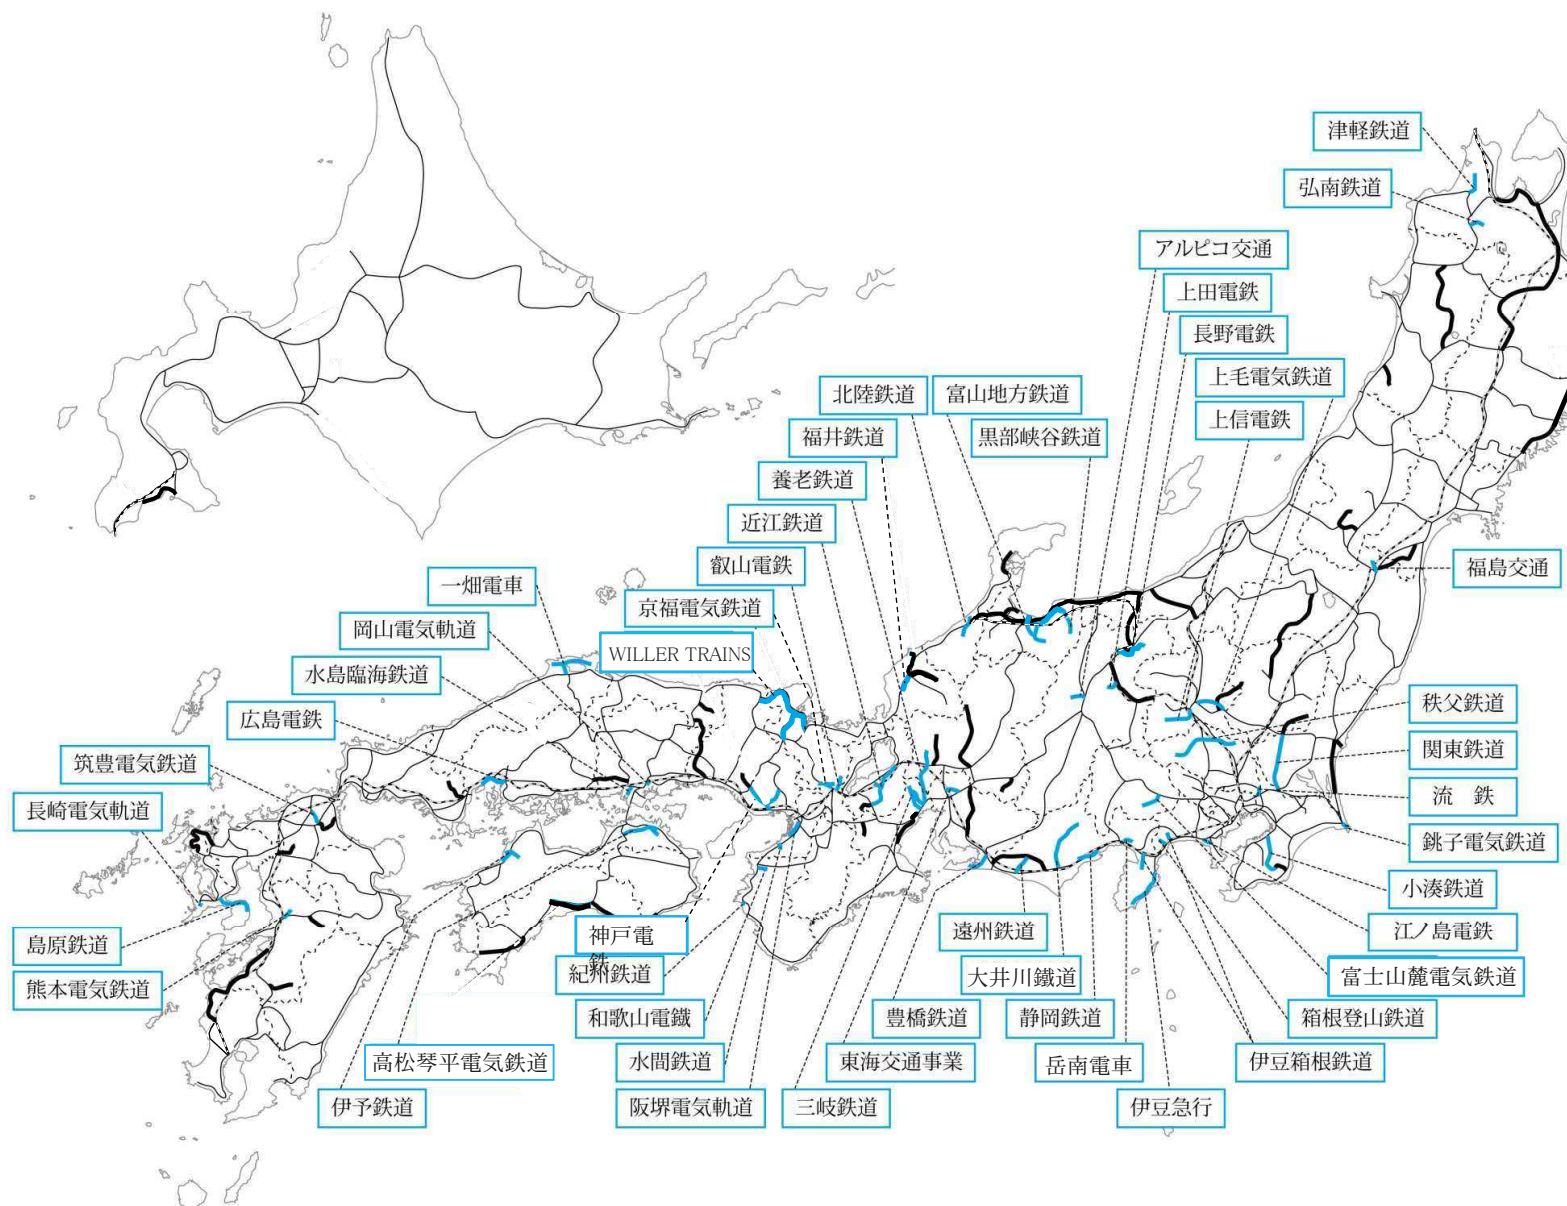 津軽鉄道
弘南鉄道
アルピコ交通
上田電鉄
長野電鉄
上毛電気鉄道
上信電鉄
北陸鉄道
富山地方鉄道
福井鉄道
黒部峡谷鉄道
養老鉄道
近江鉄道
叡山電鉄
福島交通
一畑電車
京福電気鉄道
岡山電気軌道
WILLER TRAINS
水島臨海鉄道
広島電鉄
秩父鉄道
筑豊電気鉄道
関東鉄道
長崎電気軌道
流 鉄
銚子電気鉄道
小湊鉄道
島原鉄道
神戸電
鉄
遠州鉄道
江ノ島電鉄
熊本電気鉄道
紀州鉄道
大井川鐵道
富士山麓電気鉄道
和歌山電鐵
豊橋鉄道
静岡鉄道
箱根登山鉄道
高松琴平電気鉄道
水間鉄道
東海交通事業
岳南電車
伊豆箱根鉄道
伊予鉄道
阪堺電気軌道
三岐鉄道
伊豆急行